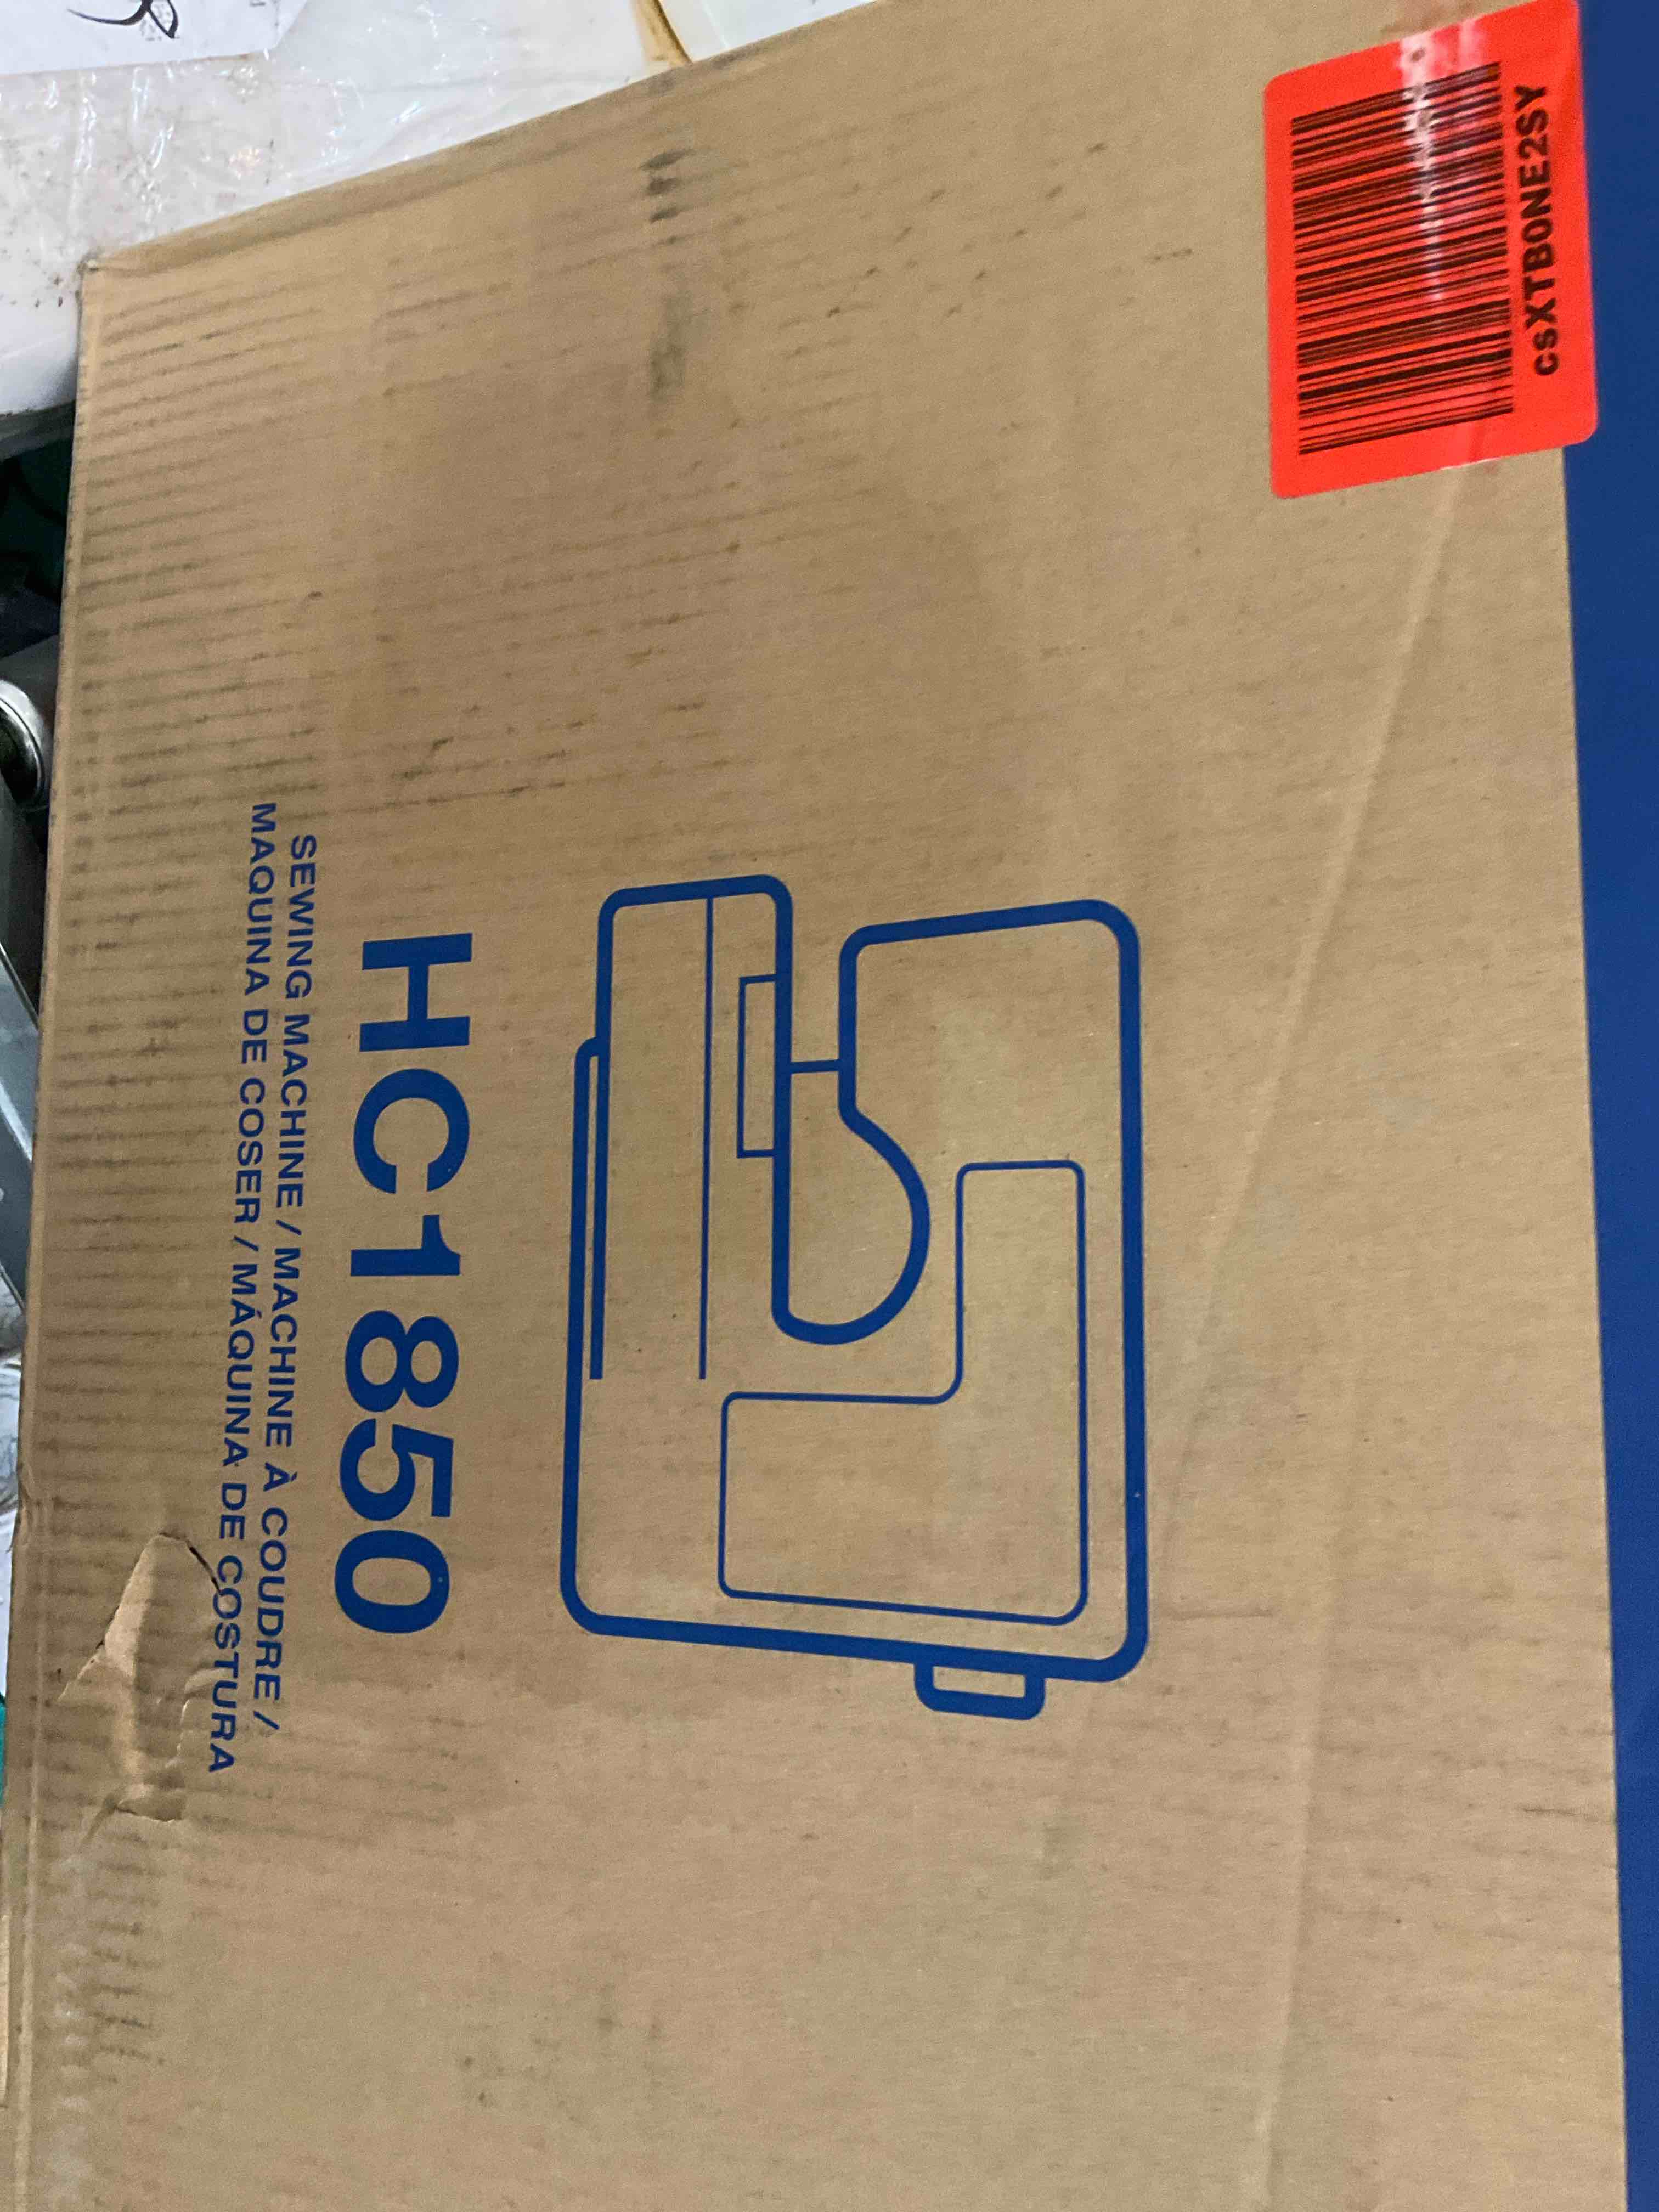 CSXTB0NE2SY
HC1850
SEWING MACHINE / MACHINE À COUDRE /
MAQUINA DE COSER / MÁQUINA DE COSTURA